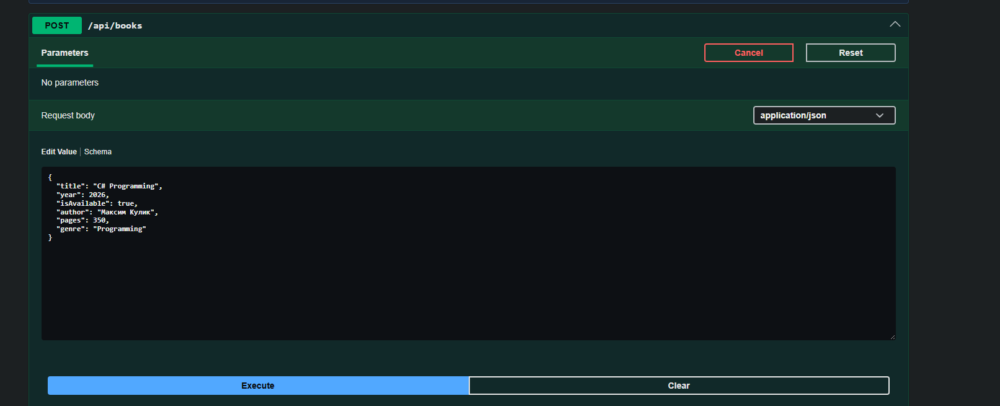 POST /api/books
Parameters
Cancel
Reset
No parameters
Request body
application/json
Edit Value | Schema
{
  "title": "C# Programming",
  "year": 2026,
  "isAvailable": true,
  "author": "Максим Кулик",
  "pages": 350,
  "genre": "Programming"
}
Execute
Clear